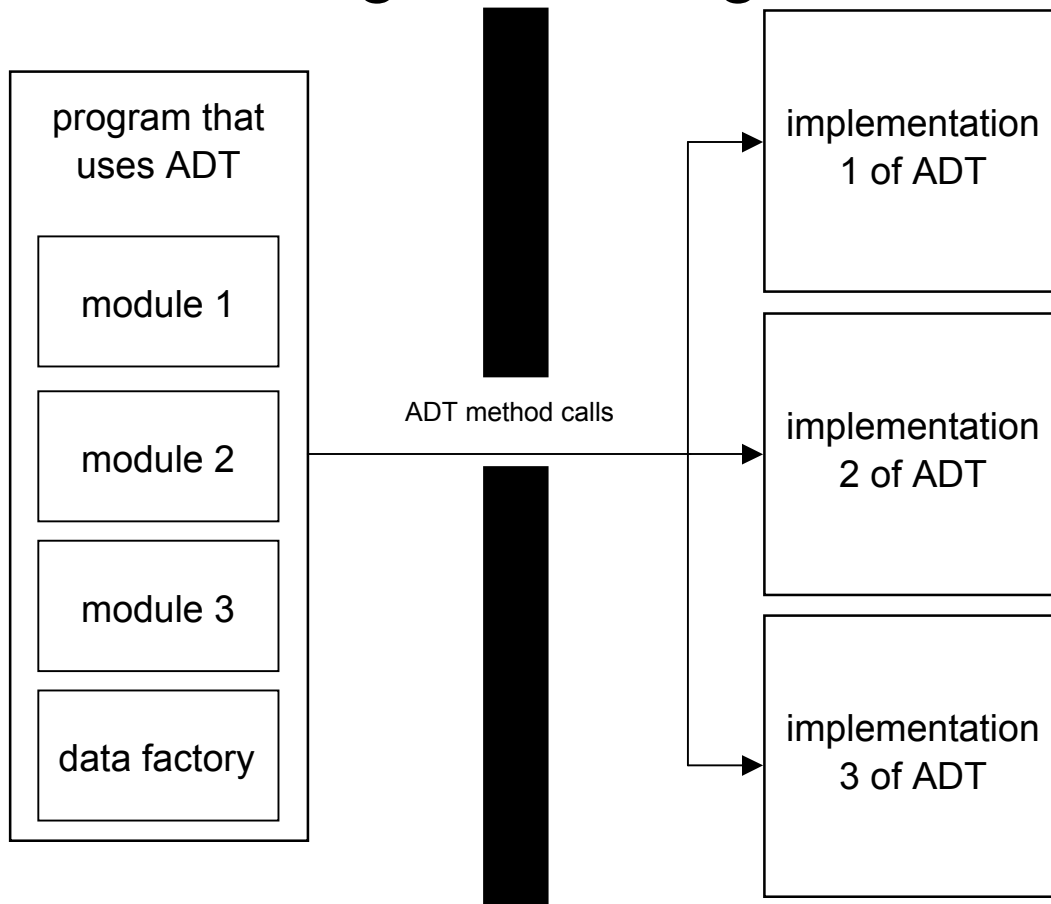 program that
uses ADT
module 1
module 2
module 3
data factory
ADT method calls
implementation
1 of ADT
implementation
2 of ADT
implementation
3 of ADT